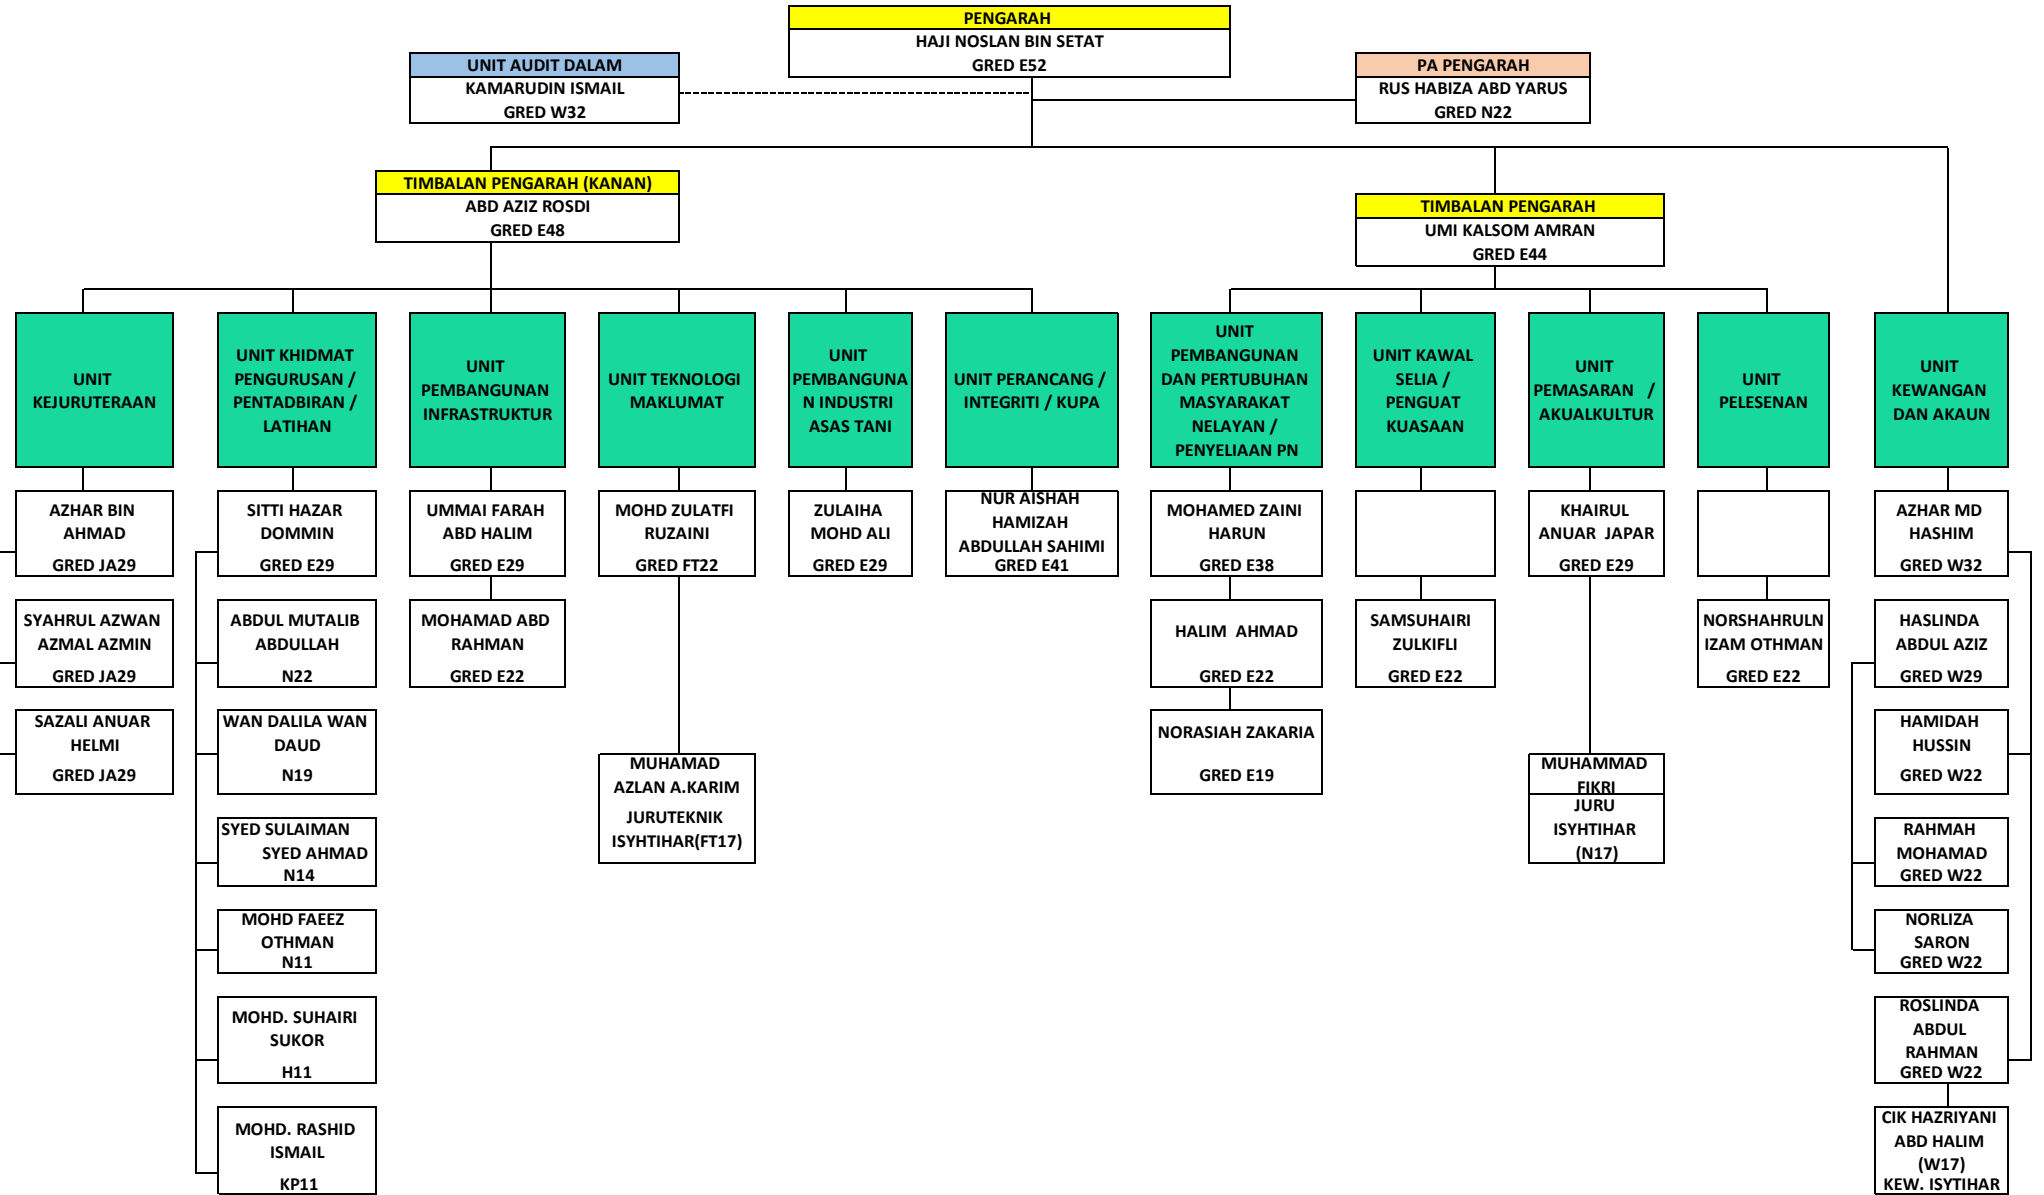 PENGARAH
HAJI NOSLAN BIN SETAT
GRED E52
UNIT AUDIT DALAM
KAMARUDIN ISMAIL
GRED W32
PA PENGARAH
RUS HABIZA ABD YARUS
GRED N22
TIMBALAN PENGARAH (KANAN)
ABD AZIZ ROSDI
GRED E48
TIMBALAN PENGARAH
UMI KALSOM AMRAN
GRED E44
UNIT
KEJURUTERAAN
AZHAR BIN
AHMAD
GRED JA29
SYAHRUL AZWAN
AZMAL AZMIN
GRED JA29
SAZALI ANUAR
HELMI
GRED JA29
UNIT KHIDMAT
PENGURUSAN /
PENTADBIRAN /
LATIHAN
SITTI HAZAR
DOMMIN
GRED E29
ABDUL MUTALIB
ABDULLAH
N22
WAN DALILA WAN
DAUD
N19
SYED SULAIMAN
SYED AHMAD
N14
MOHD FAEEZ
OTHMAN
N11
MOHD. SUHAIRI
SUKOR
H11
MOHD. RASHID
ISMAIL
KP11
UNIT
PEMBANGUNAN
INFRASTRUKTUR
UMMAI FARAH
ABD HALIM
GRED E29
MOHAMAD ABD
RAHMAN
GRED E22
UNIT TEKNOLOGI
MAKLUMAT
MOHD ZULATFI
RUZAINI
GRED FT22
MUHAMAD
AZLAN A.KARIM
JURUTEKNIK
ISYHTIHAR(FT17)
UNIT
PEMBANGUNA
N INDUSTRI
ASAS TANI
ZULAIHA
MOHD ALI
GRED E29
UNIT PERANCANG /
INTEGRITI / KUPA
NUR AISHAH
HAMIZAH
ABDULLAH SAHIMI
GRED E41
UNIT
PEMBANGUNAN
DAN PERTUBUHAN
MASYARAKAT
NELAYAN /
PENYELIAAN PN
MOHAMED ZAINI
HARUN
GRED E38
HALIM  AHMAD
GRED E22
NORASIAH ZAKARIA
GRED E19
UNIT KAWAL
SELIA /
PENGUAT
KUASAAN
SAMSUHAIRI
ZULKIFLI
GRED E22
UNIT
PEMASARAN   /
AKUALKULTUR
KHAIRUL
ANUAR  JAPAR
GRED E29
MUHAMMAD
FIKRI
JURU
ISYHTIHAR
(N17)
UNIT
PELESENAN
NORSHAHRULN
IZAM OTHMAN
GRED E22
UNIT
KEWANGAN
DAN AKAUN
AZHAR MD
HASHIM
GRED W32
HASLINDA
ABDUL AZIZ
GRED W29
HAMIDAH
HUSSIN
GRED W22
RAHMAH
MOHAMAD
GRED W22
NORLIZA
SARON
GRED W22
ROSLINDA
ABDUL
RAHMAN
GRED W22
CIK HAZRIYANI
ABD HALIM
(W17)
KEW. ISYTIHAR